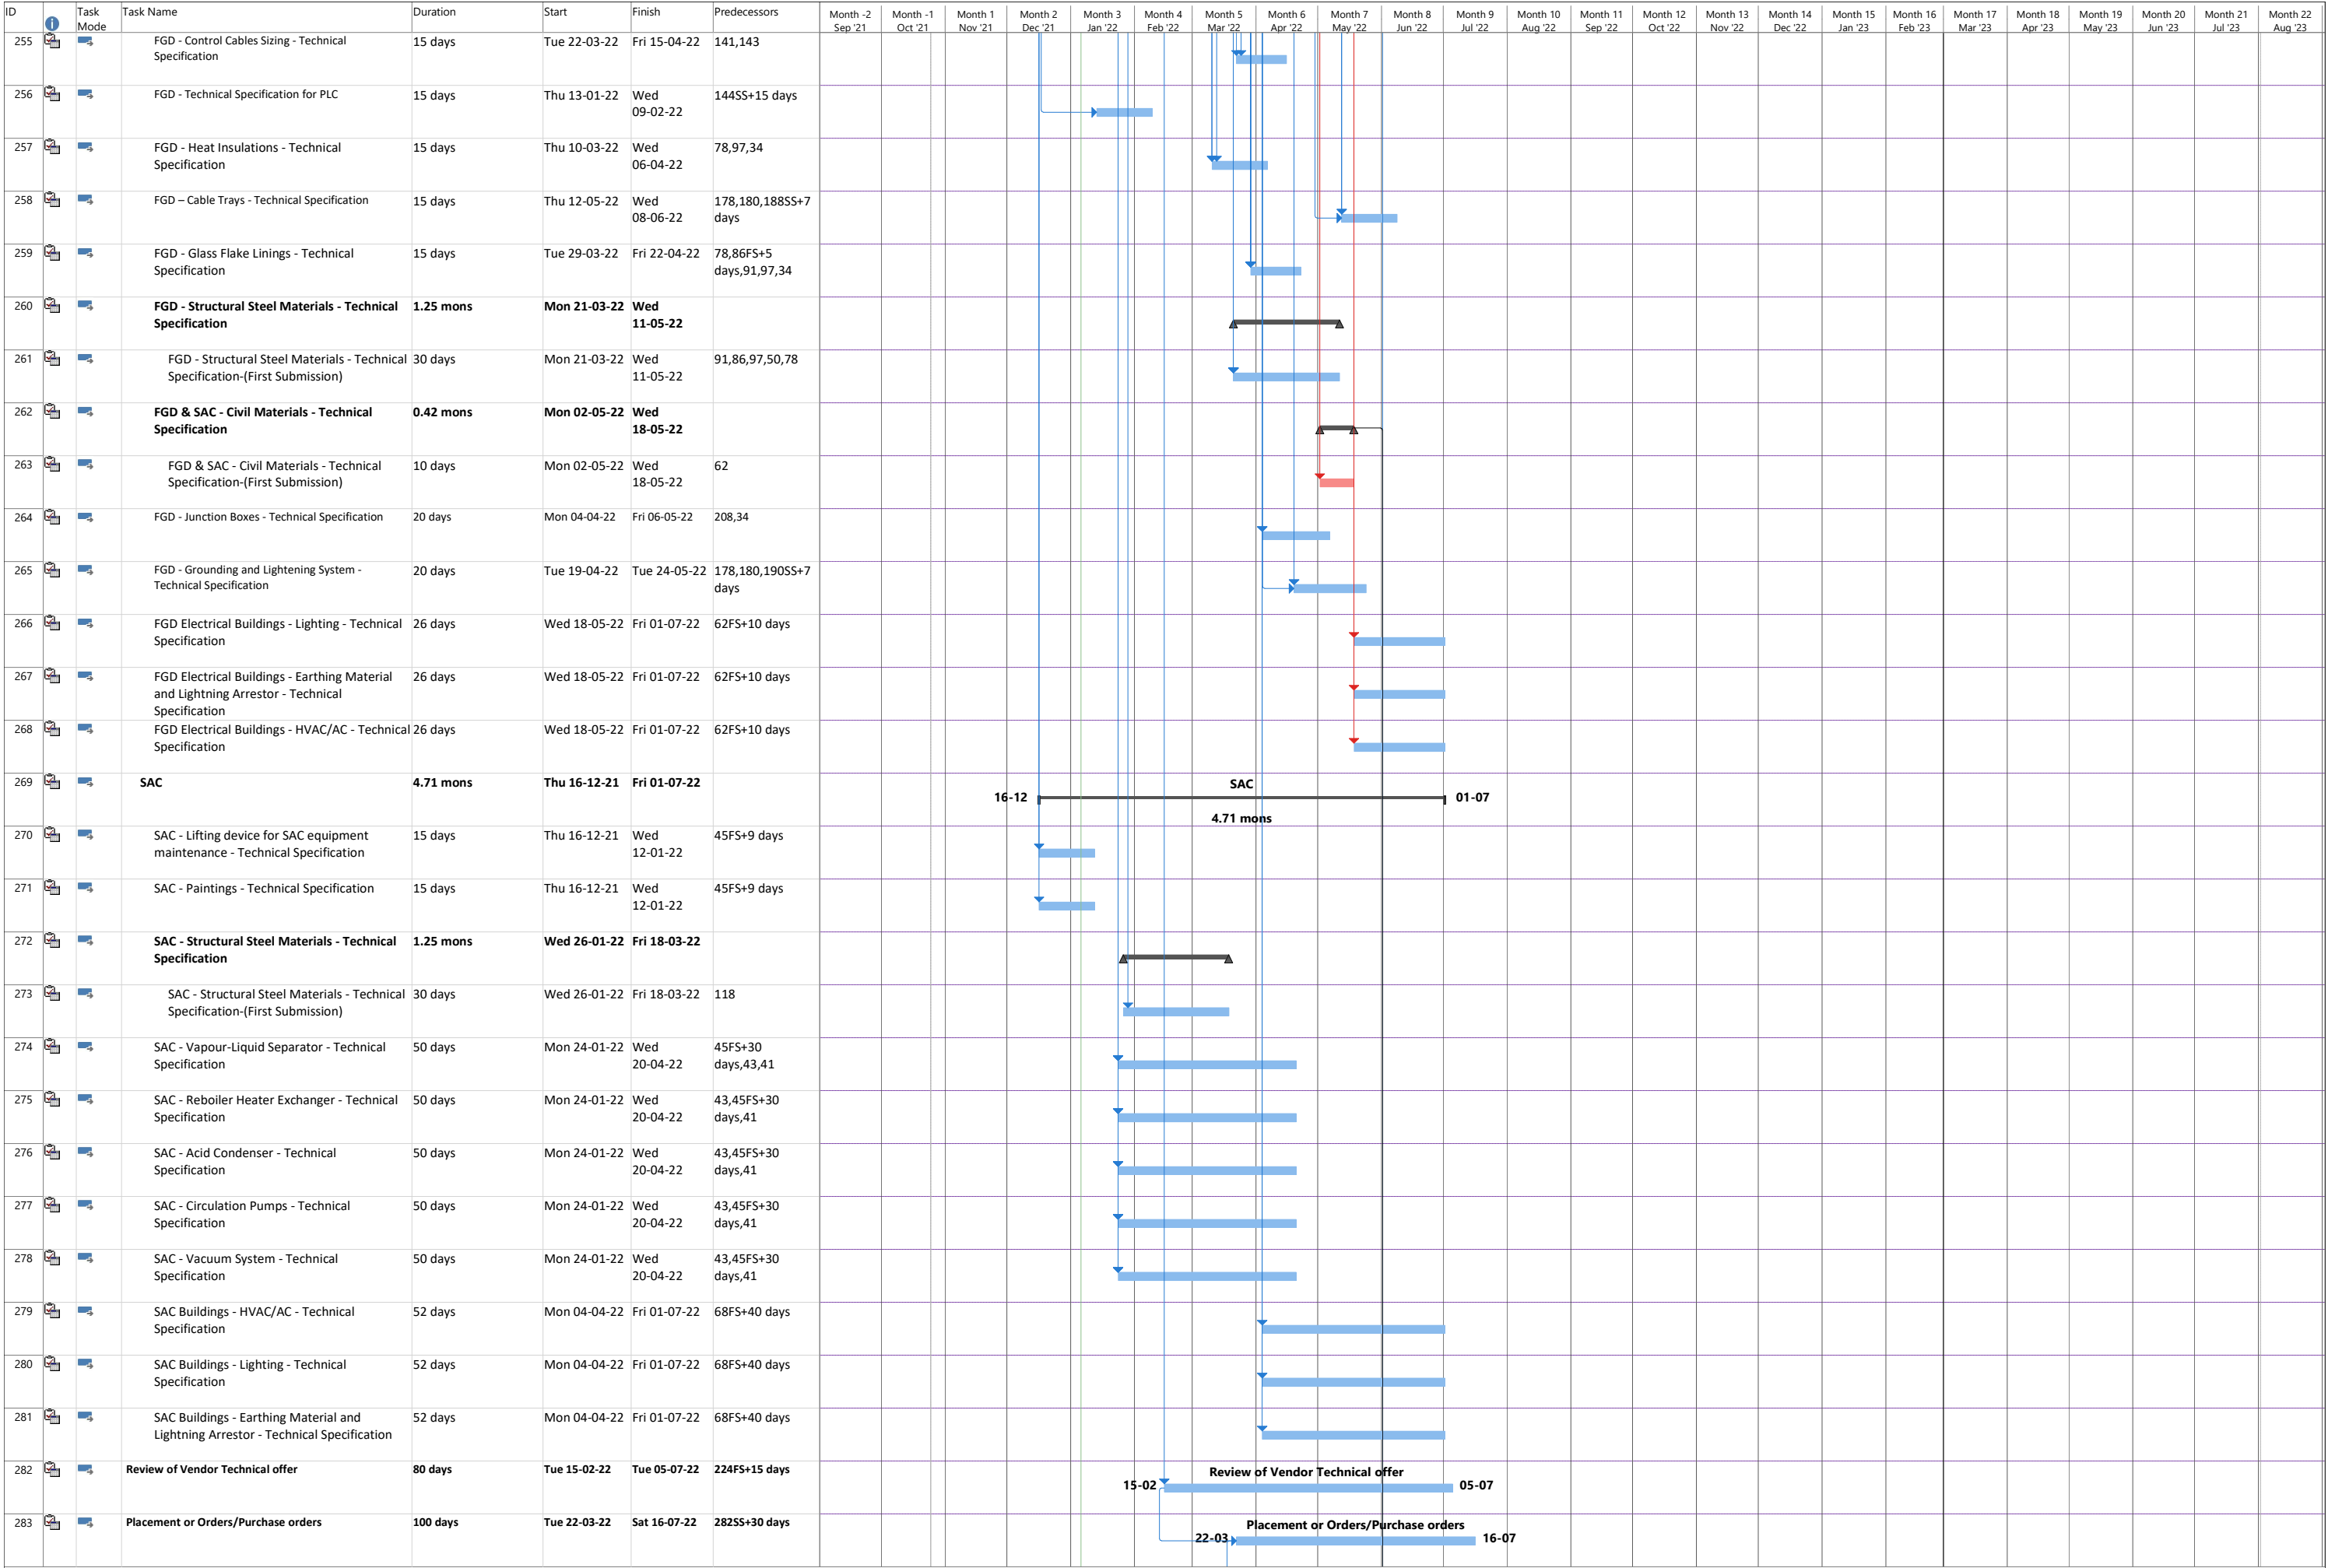 ID Task Mode Task Name Duration Start Finish Predecessors
Month -2 Month -1 Month 1 Month 2 Month 3 Month 4 Month 5 Month 6 Month 7 Month 8 Month 9 Month 10 Month 11 Month 12 Month 13 Month 14 Month 15 Month 16 Month 17 Month 18 Month 19 Month 20 Month 21 Month 22
Sep '21 Oct '21 Nov '21 Dec '21 Jan '22 Feb '22 Mar '22 Apr '22 May '22 Jun '22 Jul '22 Aug '22 Sep '22 Oct '22 Nov '22 Dec '22 Jan '23 Feb '23 Mar '23 Apr '23 May '23 Jun '23 Jul '23 Aug '23
255 FGD - Control Cables Sizing - Technical 15 days Tue 22-03-22 Fri 15-04-22 141,143
Specification
256 FGD - Technical Specification for PLC 15 days Thu 13-01-22 Wed 144SS+15 days
09-02-22
257 FGD - Heat Insulations - Technical 15 days Thu 10-03-22 Wed 78,97,34
Specification 06-04-22
258 FGD – Cable Trays - Technical Specification 15 days Thu 12-05-22 Wed 178,180,188SS+7
08-06-22 days
259 FGD - Glass Flake Linings - Technical 15 days Tue 29-03-22 Fri 22-04-22 78,86FS+5
Specification days,91,97,34
260 FGD - Structural Steel Materials - Technical 1.25 mons Mon 21-03-22 Wed
Specification 11-05-22
261 FGD - Structural Steel Materials - Technical 30 days Mon 21-03-22 Wed 91,86,97,50,78
Specification-(First Submission) 11-05-22
262 FGD & SAC - Civil Materials - Technical 0.42 mons Mon 02-05-22 Wed
Specification 18-05-22
263 FGD & SAC - Civil Materials - Technical 10 days Mon 02-05-22 Wed 62
Specification-(First Submission) 18-05-22
264 FGD - Junction Boxes - Technical Specification 20 days Mon 04-04-22 Fri 06-05-22 208,34
265 FGD - Grounding and Lightening System - 20 days Tue 19-04-22 Tue 24-05-22 178,180,190SS+7
Technical Specification days
266 FGD Electrical Buildings - Lighting - Technical 26 days Wed 18-05-22 Fri 01-07-22 62FS+10 days
Specification
267 FGD Electrical Buildings - Earthing Material 26 days Wed 18-05-22 Fri 01-07-22 62FS+10 days
and Lightning Arrestor - Technical
Specification
268 FGD Electrical Buildings - HVAC/AC - Technical 26 days Wed 18-05-22 Fri 01-07-22 62FS+10 days
Specification
269 SAC 4.71 mons Thu 16-12-21 Fri 01-07-22 SAC
16-12 01-07
4.71 mons
270 SAC - Lifting device for SAC equipment 15 days Thu 16-12-21 Wed 45FS+9 days
maintenance - Technical Specification 12-01-22
271 SAC - Paintings - Technical Specification 15 days Thu 16-12-21 Wed 45FS+9 days
12-01-22
272 SAC - Structural Steel Materials - Technical 1.25 mons Wed 26-01-22 Fri 18-03-22
Specification
273 SAC - Structural Steel Materials - Technical 30 days Wed 26-01-22 Fri 18-03-22 118
Specification-(First Submission)
274 SAC - Vapour-Liquid Separator - Technical 50 days Mon 24-01-22 Wed 45FS+30
Specification 20-04-22 days,43,41
275 SAC - Reboiler Heater Exchanger - Technical 50 days Mon 24-01-22 Wed 43,45FS+30
Specification 20-04-22 days,41
276 SAC - Acid Condenser - Technical 50 days Mon 24-01-22 Wed 43,45FS+30
Specification 20-04-22 days,41
277 SAC - Circulation Pumps - Technical 50 days Mon 24-01-22 Wed 43,45FS+30
Specification 20-04-22 days,41
278 SAC - Vacuum System - Technical 50 days Mon 24-01-22 Wed 43,45FS+30
Specification 20-04-22 days,41
279 SAC Buildings - HVAC/AC - Technical 52 days Mon 04-04-22 Fri 01-07-22 68FS+40 days
Specification
280 SAC Buildings - Lighting - Technical 52 days Mon 04-04-22 Fri 01-07-22 68FS+40 days
Specification
281 SAC Buildings - Earthing Material and 52 days Mon 04-04-22 Fri 01-07-22 68FS+40 days
Lightning Arrestor - Technical Specification
282 Review of Vendor Technical offer 80 days Tue 15-02-22 Tue 05-07-22 224FS+15 days Review of Vendor Technical offer
15-02 05-07
283 Placement or Orders/Purchase orders 100 days Tue 22-03-22 Sat 16-07-22 282SS+30 days Placement or Orders/Purchase orders
22-03 16-07